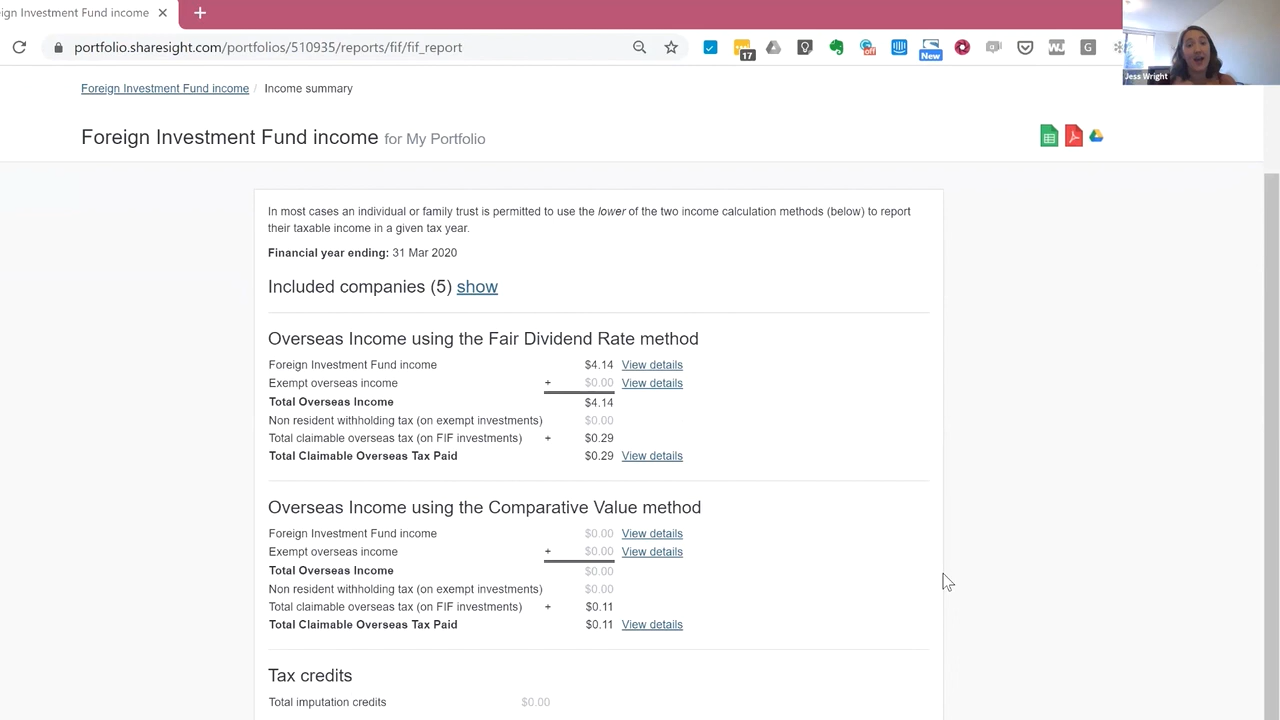 eign Investment Fund income
portfolio.sharesight.com/portfolios/510935/reports/fif/fif_report
17
off
New
WJ
G
Jess Wright
Foreign Investment Fund income / Income summary
Foreign Investment Fund income for My Portfolio
In most cases an individual or family trust is permitted to use the lower of the two income calculation methods (below) to report
their taxable income in a given tax year.
Financial year ending: 31 Mar 2020
Included companies (5) show
Overseas Income using the Fair Dividend Rate method
Foreign Investment Fund income $4.14 View details
Exempt overseas income + $0.00 View details
Total Overseas Income $4.14
Non resident withholding tax (on exempt investments) $0.00
Total claimable overseas tax (on FIF investments) + $0.29
Total Claimable Overseas Tax Paid $0.29 View details
Overseas Income using the Comparative Value method
Foreign Investment Fund income $0.00 View details
Exempt overseas income + $0.00 View details
Total Overseas Income $0.00
Non resident withholding tax (on exempt investments) $0.00
Total claimable overseas tax (on FIF investments) + $0.11
Total Claimable Overseas Tax Paid $0.11 View details
Tax credits
Total imputation credits $0.00